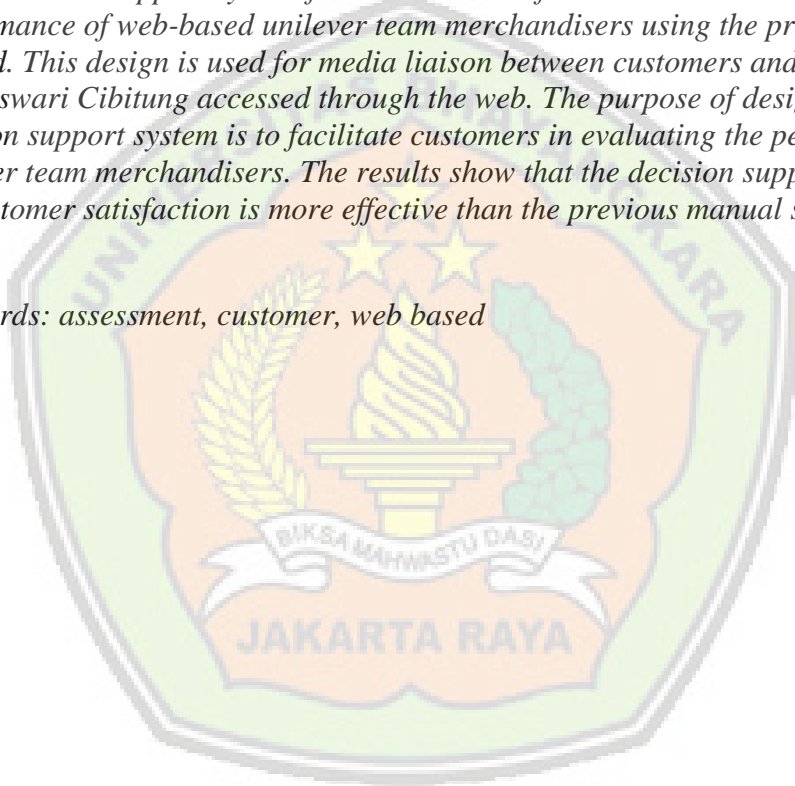 mance of web-based unilever team merchandisers using the pr
d. This design is used for media liaison between customers and
swari Cibitung accessed through the web. The purpose of desig
on support system is to facilitate customers in evaluating the pe
er team merchandisers. The results show that the decision supp
tomer satisfaction is more effective than the previous manual s
rds: assessment, customer, web based
UNIVERSITAS BHAYANGKARA
BIKSA MAHWASTU DASI
JAKARTA RAYA